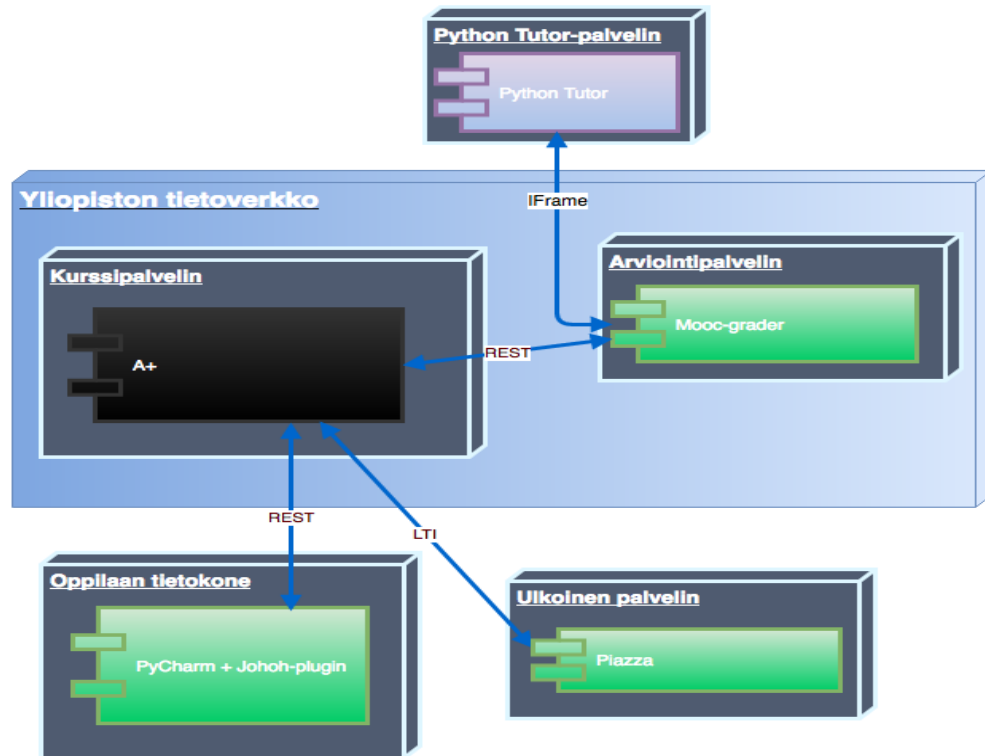 Python Tutor-palvelin
Python Tutor
Yliopiston tietoverkko
IFrame
Kurssipalvelin
Arviointipalvelin
Mooc-grader
A+
REST
REST
LTI
Oppilaan tietokone
PyCharm + Johoh-plugin
Ulkoinen palvelin
Piazza